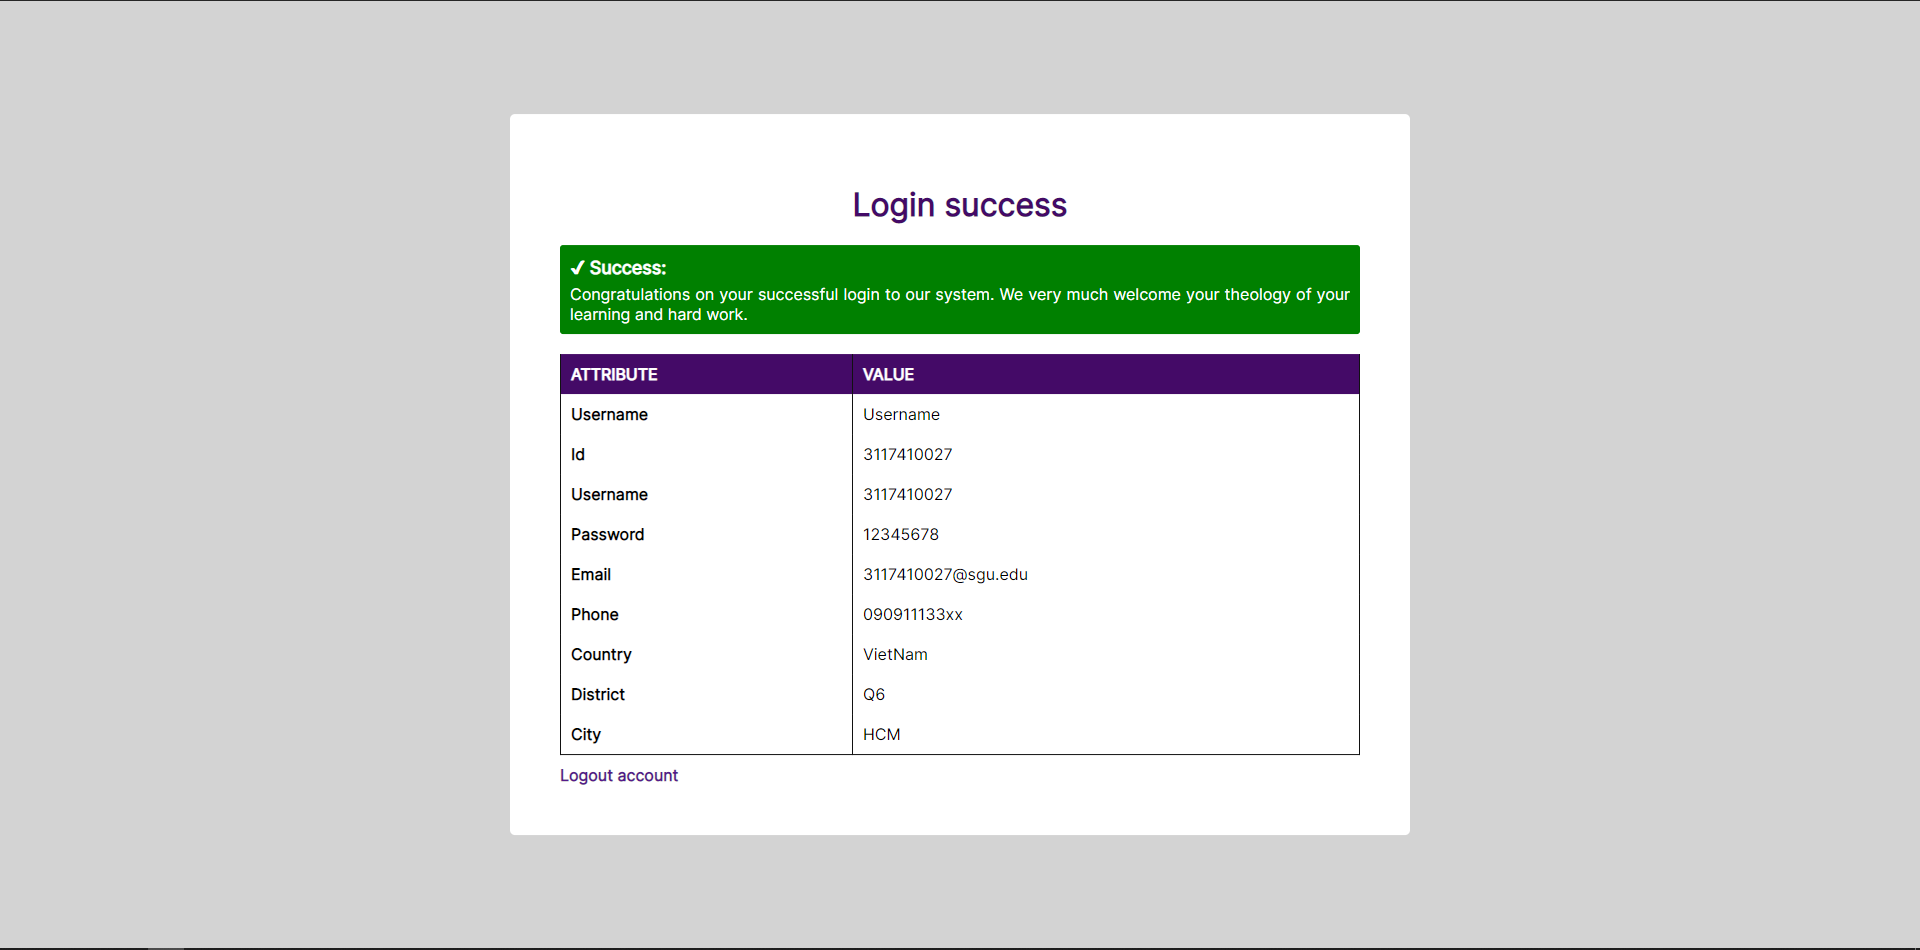 Login success
✔ Success:
Congratulations on your successful login to our system. We very much welcome your theology of your
learning and hard work.
ATTRIBUTE VALUE
Username Username
Id 3117410027
Username 3117410027
Password 12345678
Email 3117410027@sgu.edu
Phone 090911133xx
Country VietNam
District Q6
City HCM
Logout account